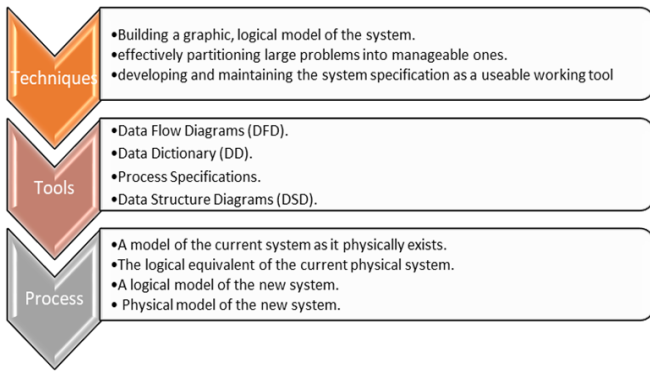 Techniques
•Building a graphic, logical model of the system.
•effectively partitioning large problems into manageable ones.
•developing and maintaining the system specification as a useable working tool
Tools
•Data Flow Diagrams (DFD).
•Data Dictionary (DD).
•Process Specifications.
•Data Structure Diagrams (DSD).
Process
•A model of the current system as it physically exists.
•The logical equivalent of the current physical system.
•A logical model of the new system.
• Physical model of the new system.